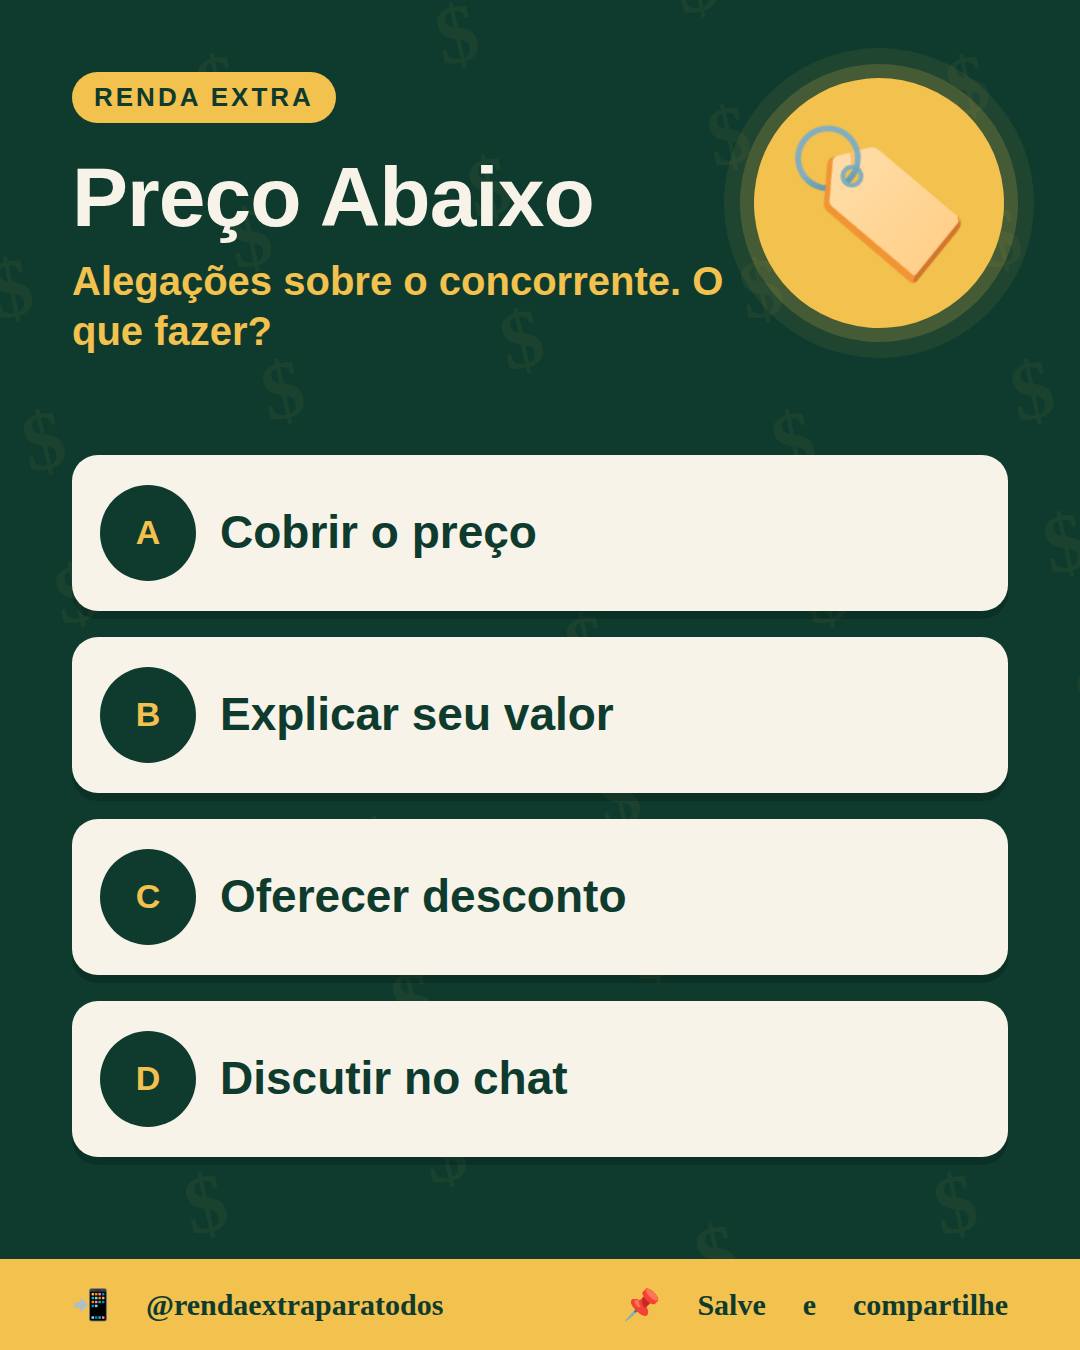 RENDA EXTRA
Preço Abaixo
Alegações sobre o concorrente. O
que fazer?
A Cobrir o preço
B Explicar seu valor
C Oferecer desconto
D Discutir no chat
@rendaextraparatodos Salve e compartilhe